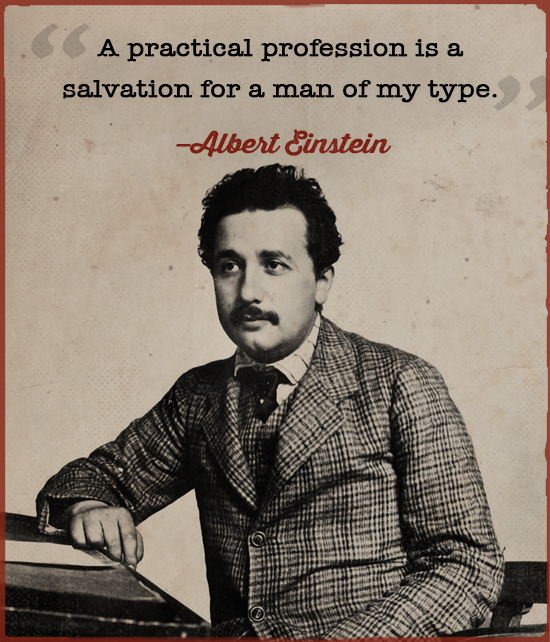 “A practical profession is a
salvation for a man of my type.”
–Albert Einstein